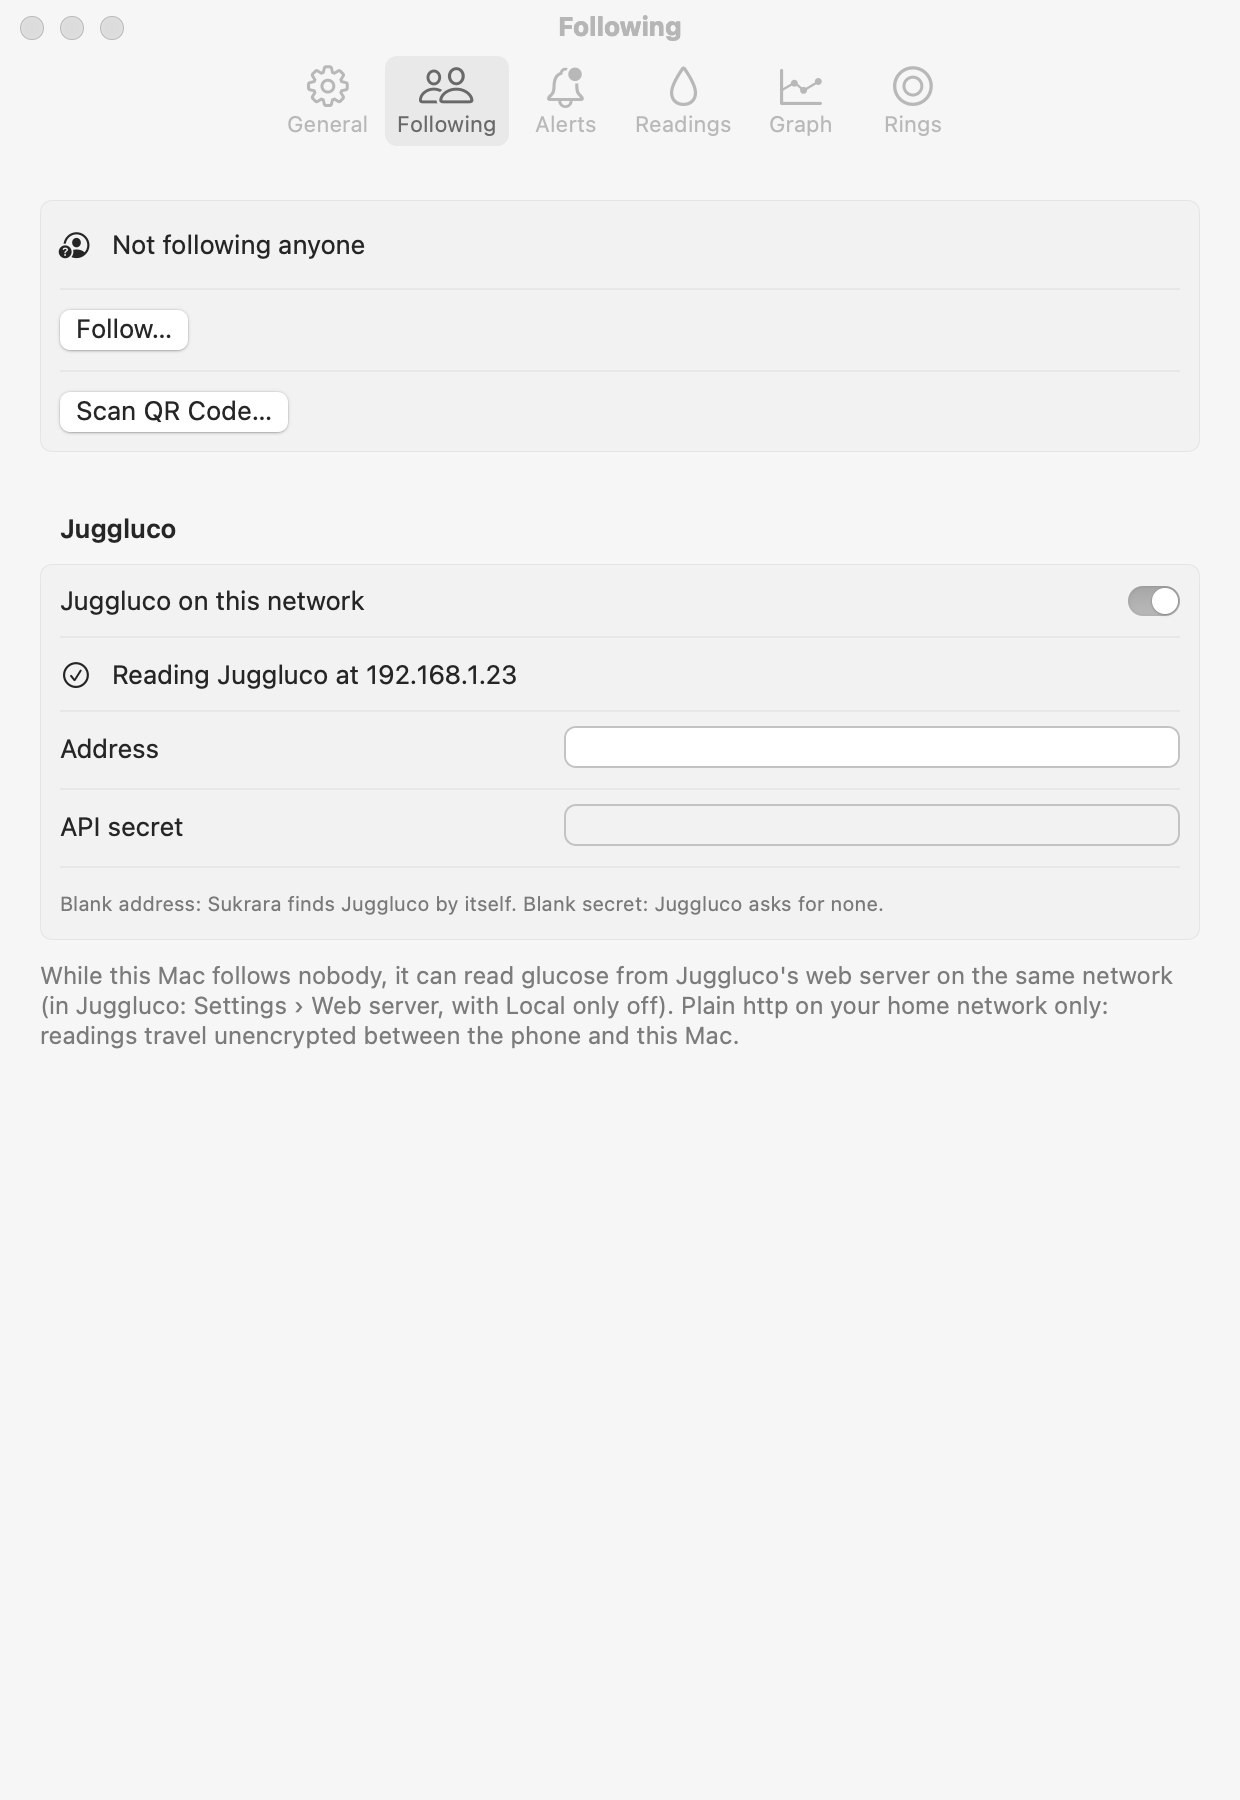 Following
General
Following
Alerts
Readings
Graph
Rings
Not following anyone
Follow...
Scan QR Code...
Juggluco
Juggluco on this network
Reading Juggluco at 192.168.1.23
Address
API secret
Blank address: Sukrara finds Juggluco by itself. Blank secret: Juggluco asks for none.
While this Mac follows nobody, it can read glucose from Juggluco's web server on the same network
(in Juggluco: Settings › Web server, with Local only off). Plain http on your home network only:
readings travel unencrypted between the phone and this Mac.